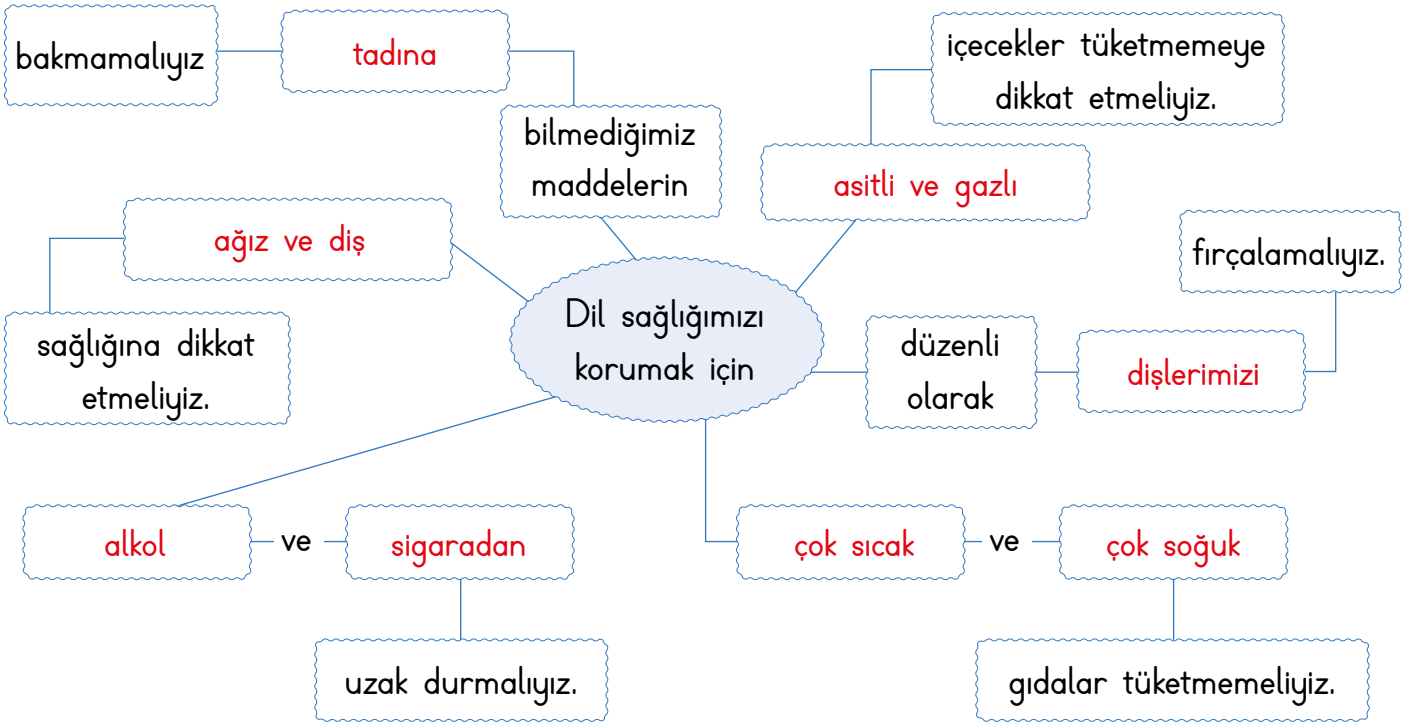 bakmamalıyız
tadına
bilmediğimiz
maddelerin
içecekler tüketmemeye
dikkat etmeliyiz.
asitli ve gazlı
ağız ve diş
sağlığına dikkat
etmeliyiz.
Dil sağlığımızı
korumak için
düzenli
olarak
dişlerimizi
fırçalamalıyız.
alkol ve sigaradan
uzak durmalıyız.
çok sıcak ve çok soğuk
gıdalar tüketmemeliyiz.